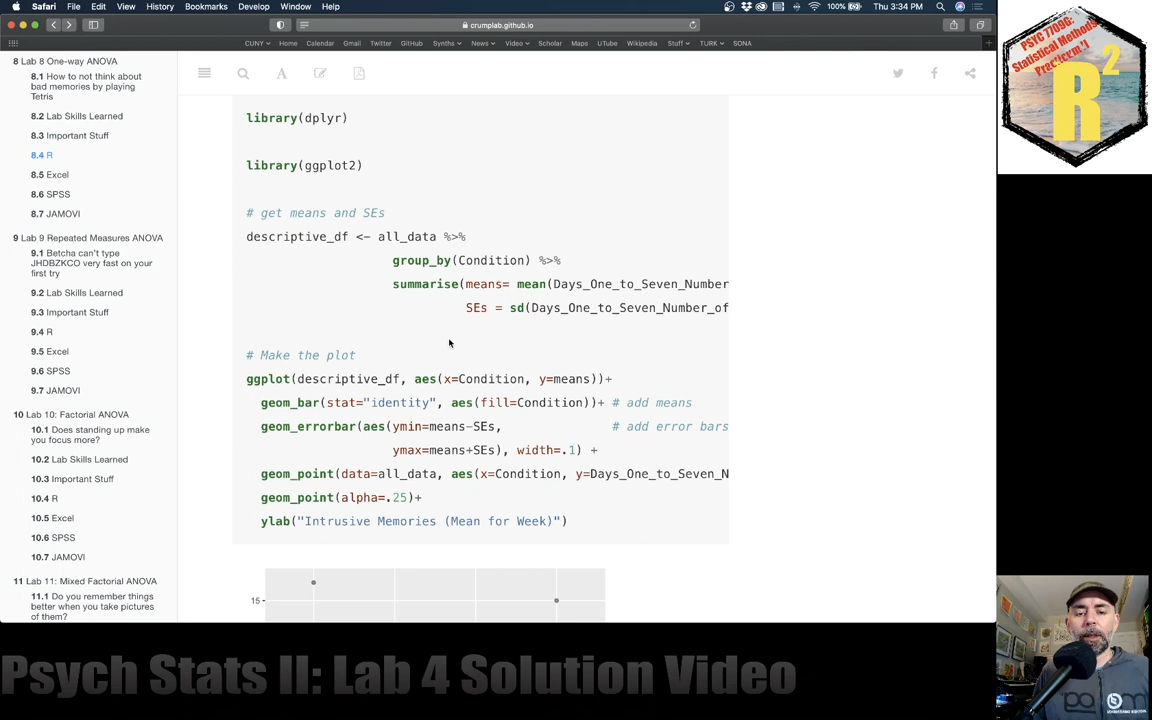 Safari File Edit View History Bookmarks Develop Window Help
100% Thu 3:34 PM
crumplab.github.io
CUNY Home Calendar Gmail Twitter GitHub Synths News Video Scholar Maps UTube Wikipedia Stuff TURK SONA
8 Lab 8 One-way ANOVA
8.1 How to not think about
bad memories by playing
Tetris
8.2 Lab Skills Learned
8.3 Important Stuff
8.4 R
8.5 Excel
8.6 SPSS
8.7 JAMOVI
9 Lab 9 Repeated Measures ANOVA
9.1 Betcha can't type
JHDBZKCO very fast on your
first try
9.2 Lab Skills Learned
9.3 Important Stuff
9.4 R
9.5 Excel
9.6 SPSS
9.7 JAMOVI
10 Lab 10: Factorial ANOVA
10.1 Does standing up make
you focus more?
10.2 Lab Skills Learned
10.3 Important Stuff
10.4 R
10.5 Excel
10.6 SPSS
10.7 JAMOVI
11 Lab 11: Mixed Factorial ANOVA
11.1 Do you remember things
better when you take pictures
of them?
library(dplyr)
library(ggplot2)
# get means and SEs
descriptive_df <- all_data %>%
group_by(Condition) %>%
summarise(means= mean(Days_One_to_Seven_Number
SEs = sd(Days_One_to_Seven_Number_of
# Make the plot
ggplot(descriptive_df, aes(x=Condition, y=means))+
geom_bar(stat="identity", aes(fill=Condition))+ # add means
geom_errorbar(aes(ymin=means-SEs, # add error bars
ymax=means+SEs), width=.1) +
geom_point(data=all_data, aes(x=Condition, y=Days_One_to_Seven_N
geom_point(alpha=.25)+
ylab("Intrusive Memories (Mean for Week)")
15
PSYC 7709G:
Statistical Methods
Practicum I
R2
Psych Stats II: Lab 4 Solution Video